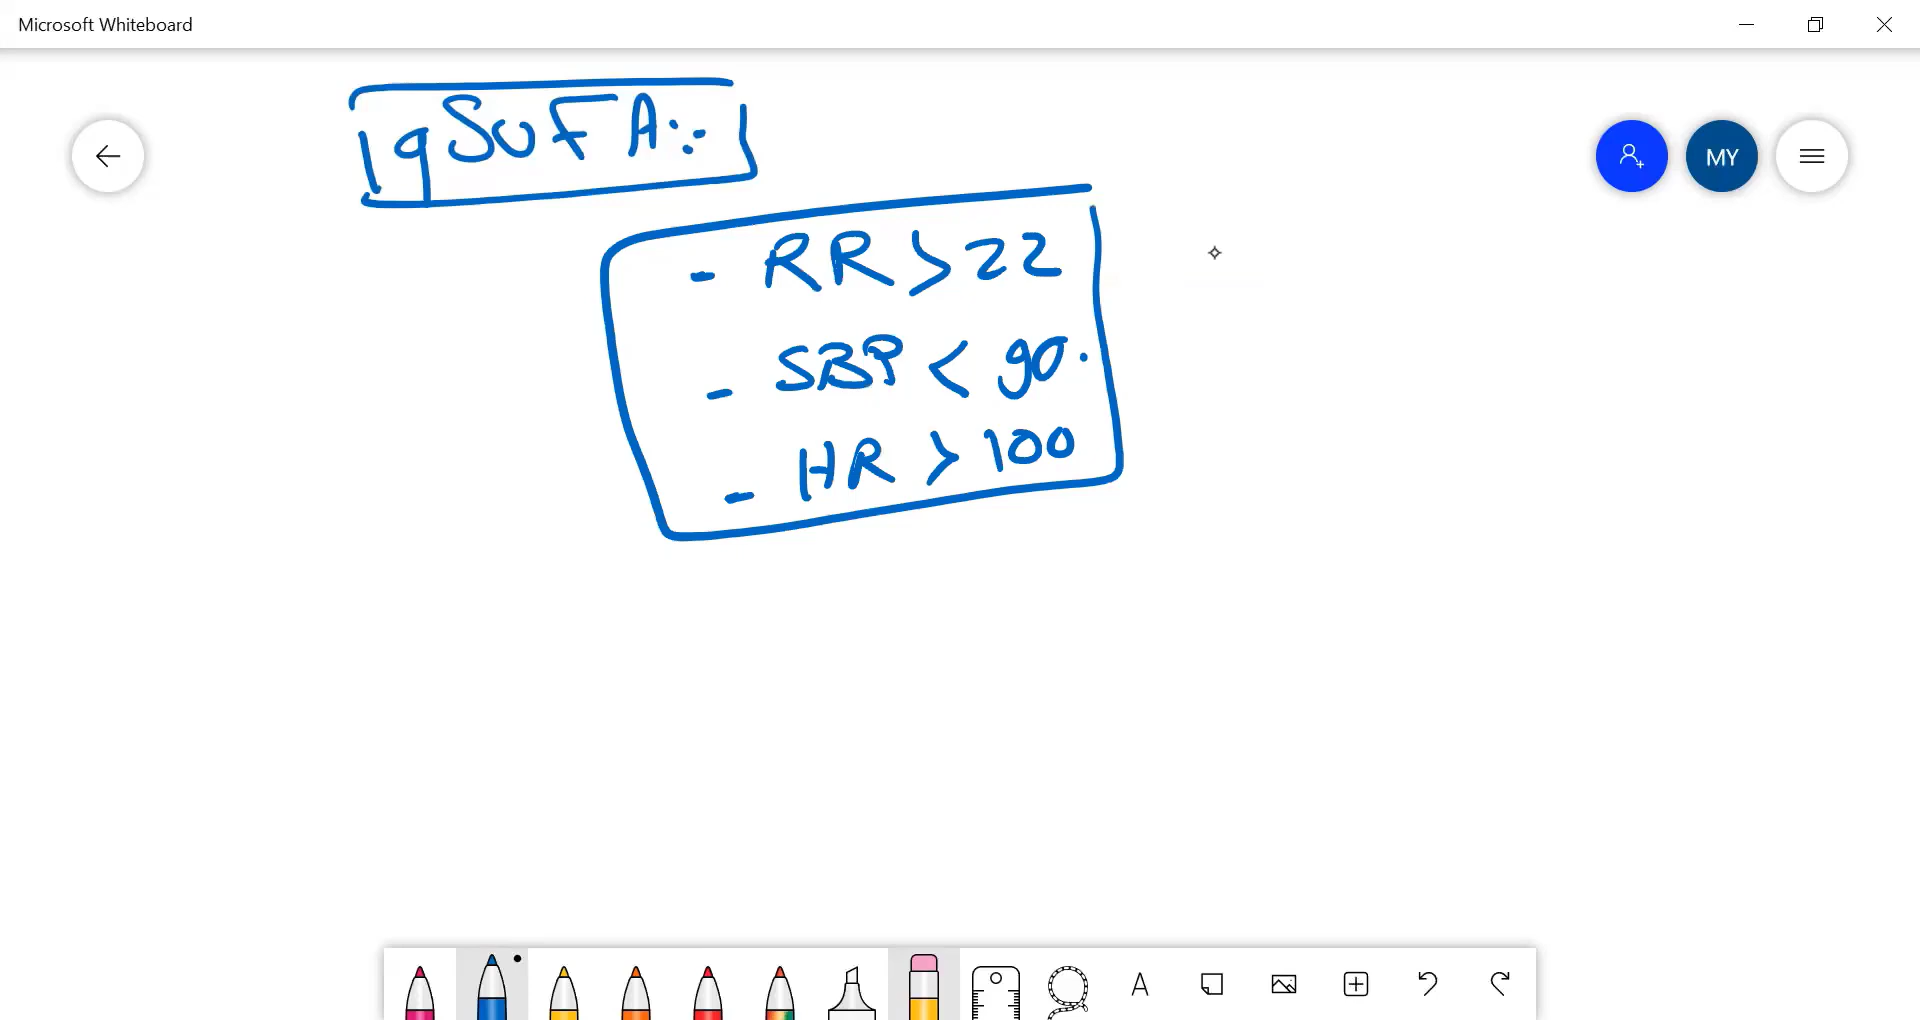 Microsoft Whiteboard
qSOFA:-
MY
- RR > 22
- SBP < 90.
- HR > 100
A